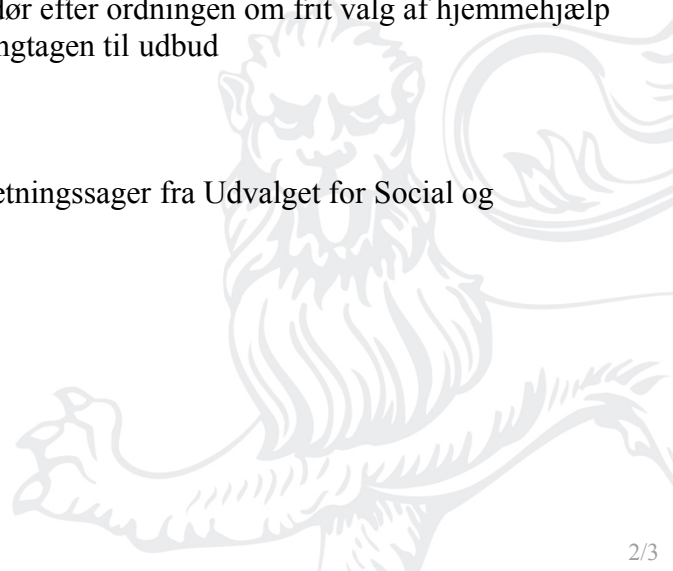 dør efter ordningen om frit valg af hjemmehjælp
ngtagen til udbud
etningssager fra Udvalget for Social og
2/3